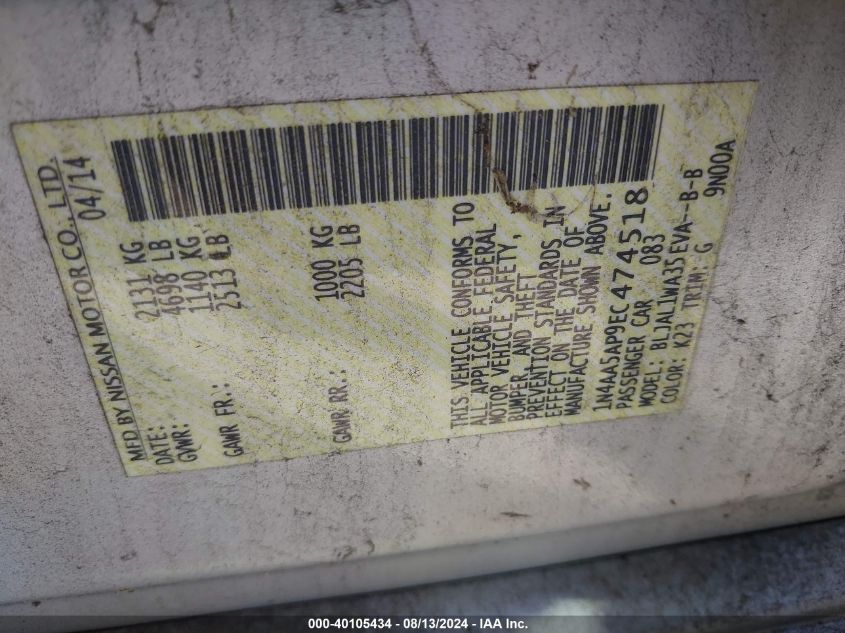 MFD BY NISSAN MOTOR CO., LTD.
DATE: 04/14
GVWR: 2131 KG
4698 LB
GAWR FR.: 1140 KG
2513 LB
GAWR RR.: 1000 KG
2205 LB
THIS VEHICLE CONFORMS TO
ALL APPLICABLE FEDERAL
MOTOR VEHICLE SAFETY,
BUMPER, AND THEFT
PREVENTION STANDARDS IN
EFFECT ON THE DATE OF
MANUFACTURE SHOWN ABOVE.
1N4AA5AP9EC474518
PASSENGER CAR 083
MODEL: BLJALIWA35EVA--B-B
COLOR: K23 TRIM: G 9N00A
000-40105434 - 08/13/2024 - IAA Inc.